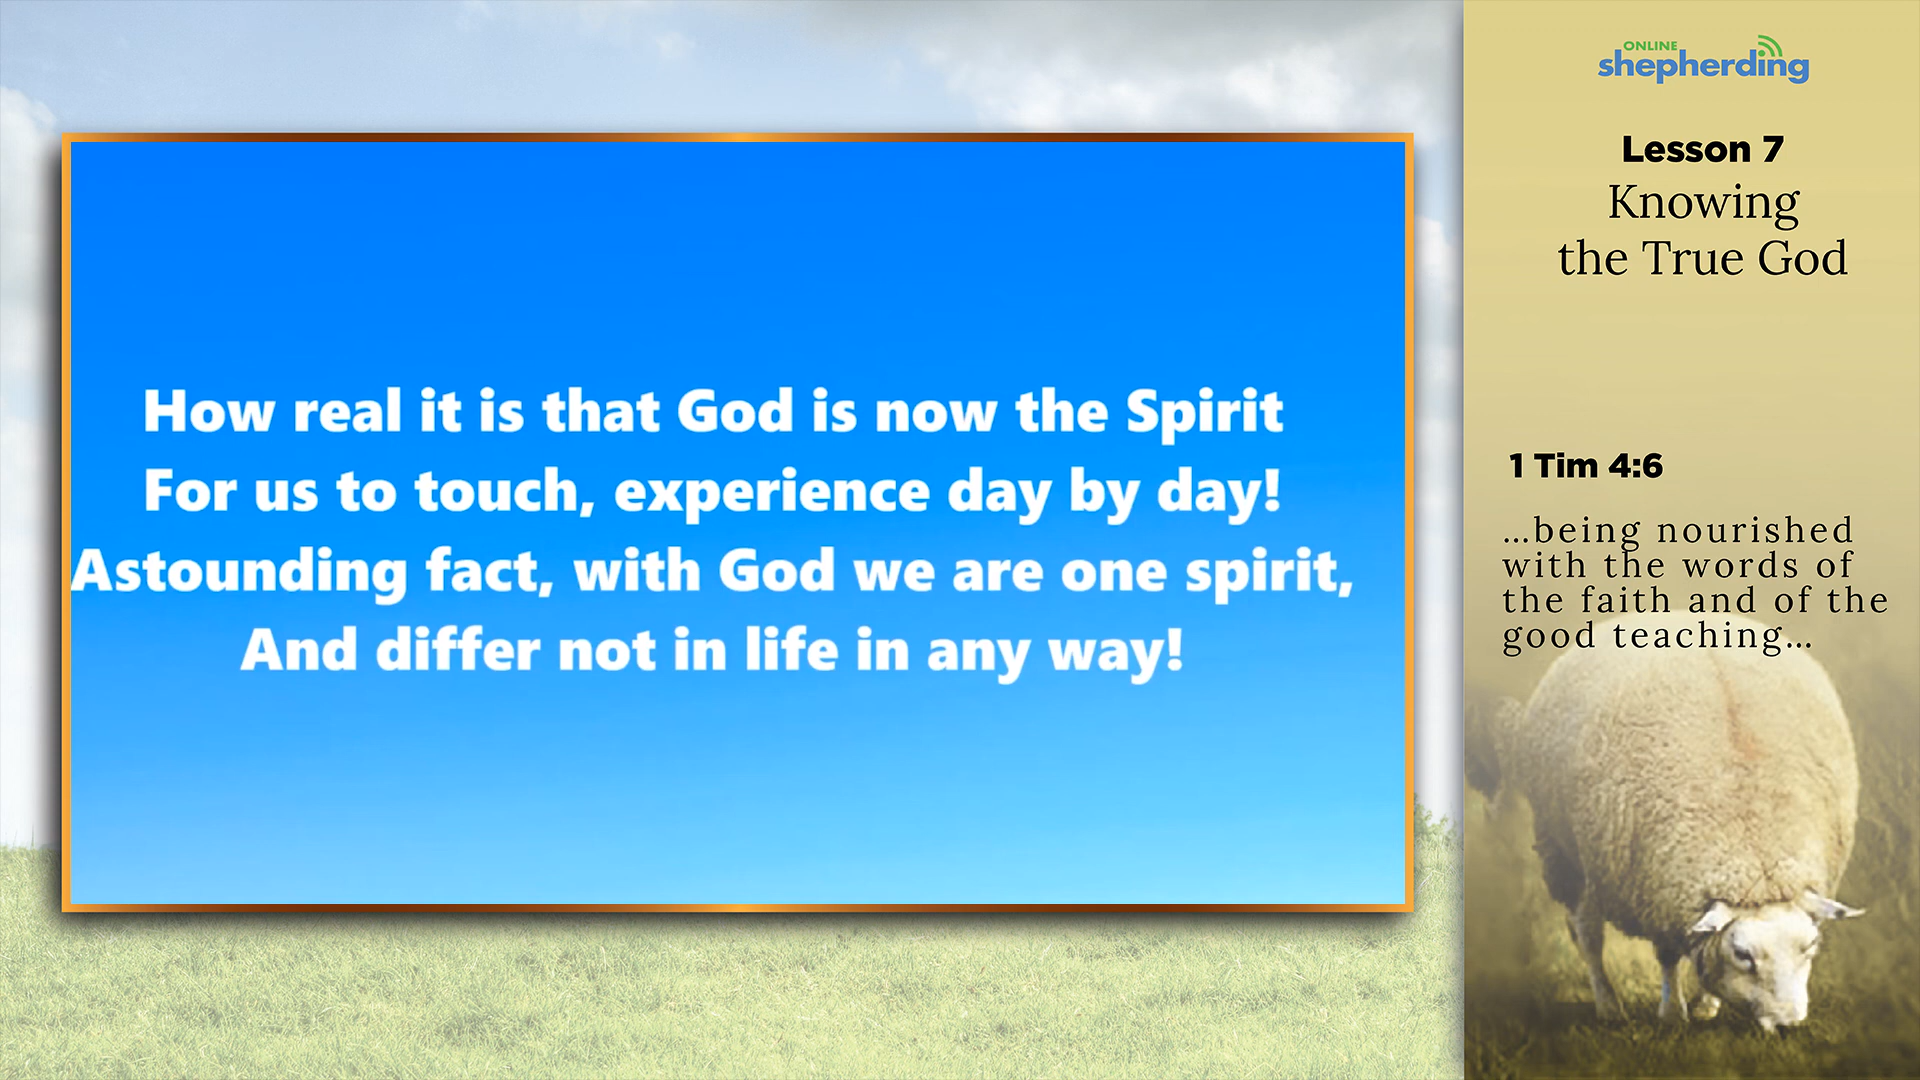 How real it is that God is now the Spirit
For us to touch, experience day by day!
Astounding fact, with God we are one spirit,
And differ not in life in any way!
ONLINE
shepherding
Lesson 7
Knowing
the True God
1 Tim 4:6
...being nourished
with the words of
the faith and of the
good teaching...